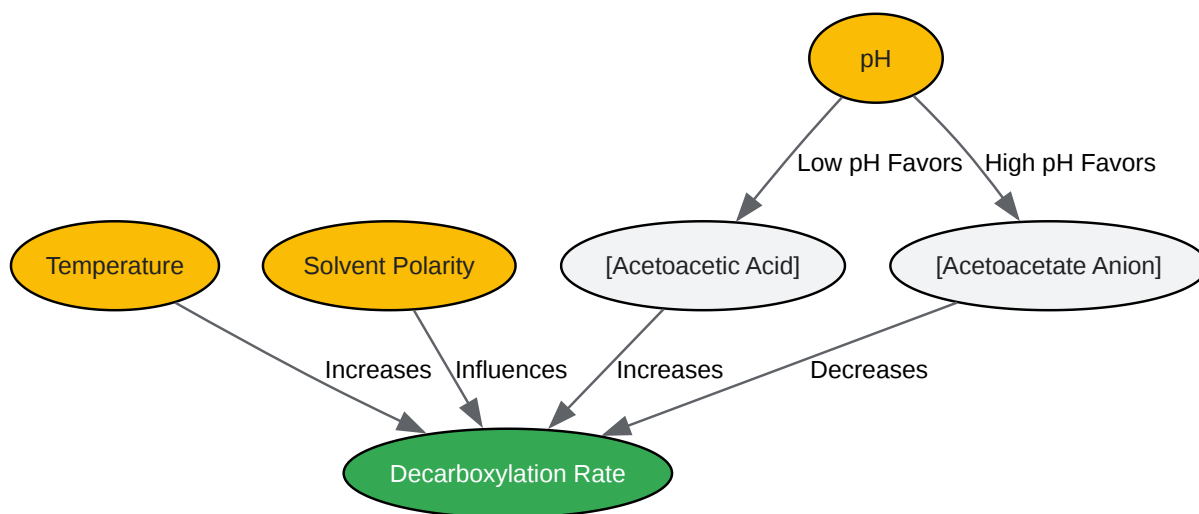 pH
Low pH Favors
High pH Favors
Temperature
Solvent Polarity
[Acetoacetic Acid]
[Acetoacetate Anion]
Increases
Influences
Increases
Decreases
Decarboxylation Rate